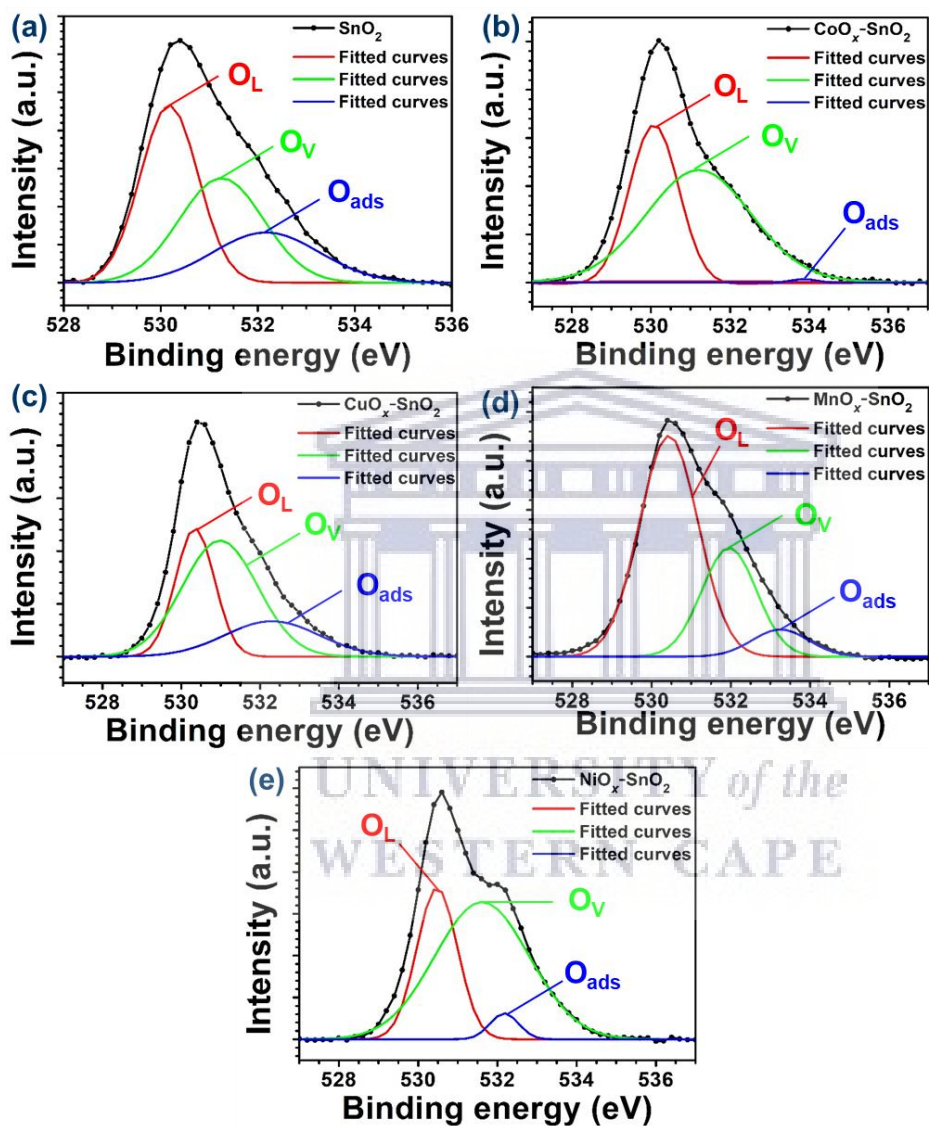 (a)
SnO2
Fitted curves
Fitted curves
Fitted curves
OL
OV
Oads
Intensity (a.u.)
528 530 532 534 536
Binding energy (eV)
(b)
CoOx-SnO2
Fitted curves
Fitted curves
Fitted curves
OL
OV
Oads
Intensity (a.u.)
528 530 532 534 536
Binding energy (eV)
(c)
CuOx-SnO2
Fitted curves
Fitted curves
Fitted curves
OL
OV
Oads
Intensity (a.u.)
528 530 532 534 536
Binding energy (eV)
(d)
MnOx-SnO2
Fitted curves
Fitted curves
Fitted curves
OL
OV
Oads
Intensity (a.u.)
528 530 532 534 536
Binding energy (eV)
(e)
NiOx-SnO2
Fitted curves
Fitted curves
Fitted curves
OL
OV
Oads
Intensity (a.u.)
528 530 532 534 536
Binding energy (eV)
UNIVERSITY of the
WESTERN CAPE